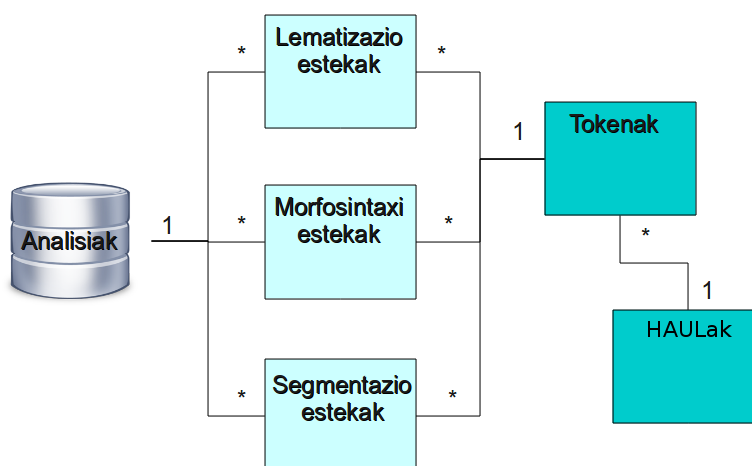 Lematizazio
estekak
*
*
1
Tokenak
Analisiak
1
*
Morfosintaxi
estekak
*
*
1
HAULak
*
Segmentazio
estekak
*